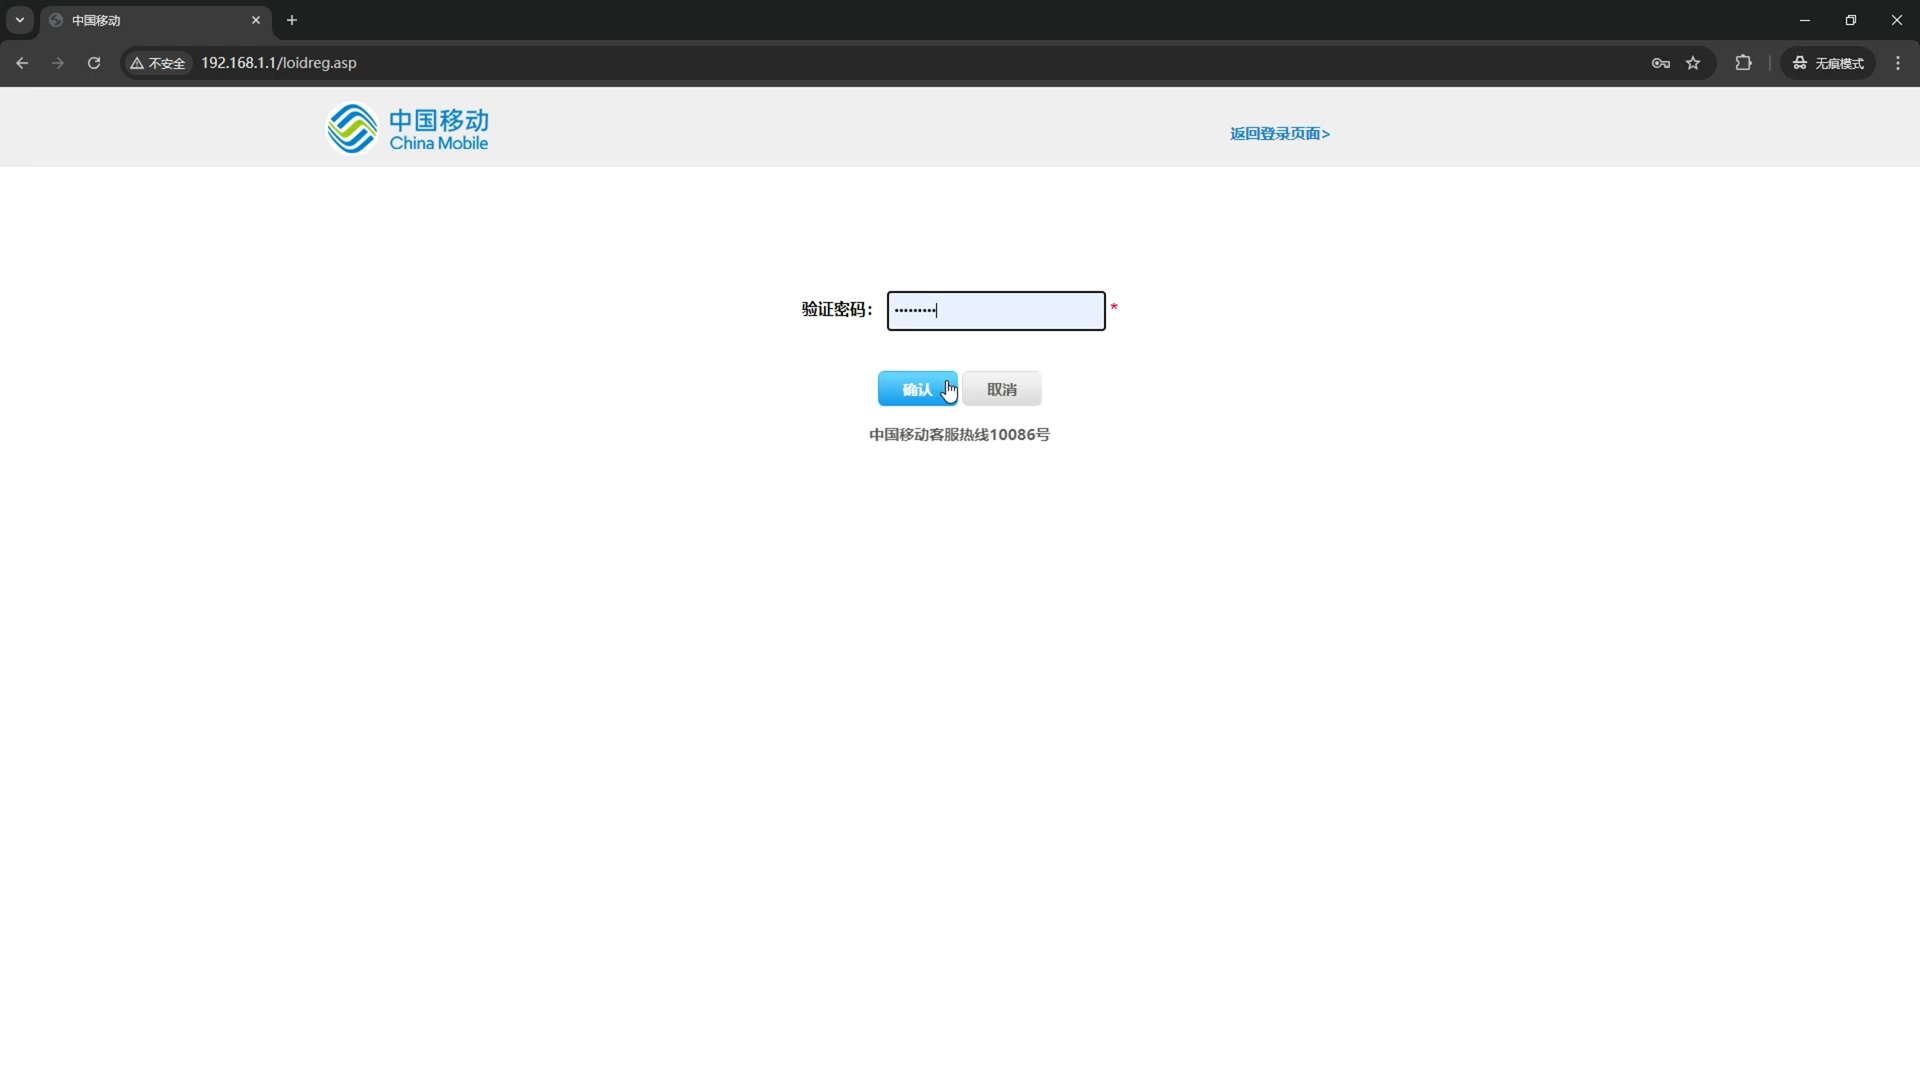 中国移动
不安全 192.168.1.1/loidreg.asp 无痕模式
中国移动
China Mobile
返回登录页面>
验证密码： ••••••••• *
确认 取消
中国移动客服热线10086号